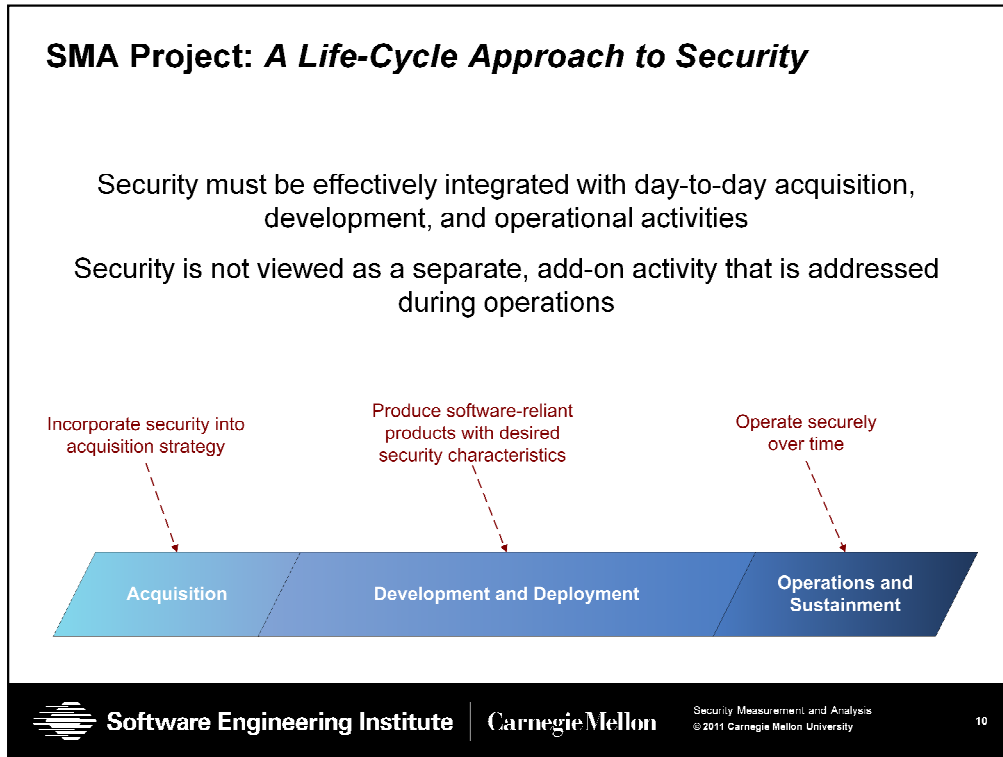 SMA Project: A Life-Cycle Approach to Security
Security must be effectively integrated with day-to-day acquisition,
development, and operational activities
Security is not viewed as a separate, add-on activity that is addressed
during operations
Incorporate security into
acquisition strategy
Produce software-reliant
products with desired
security characteristics
Operate securely
over time
Acquisition
Development and Deployment
Operations and
Sustainment
Software Engineering Institute
Carnegie Mellon
Security Measurement and Analysis
© 2011 Carnegie Mellon University
10